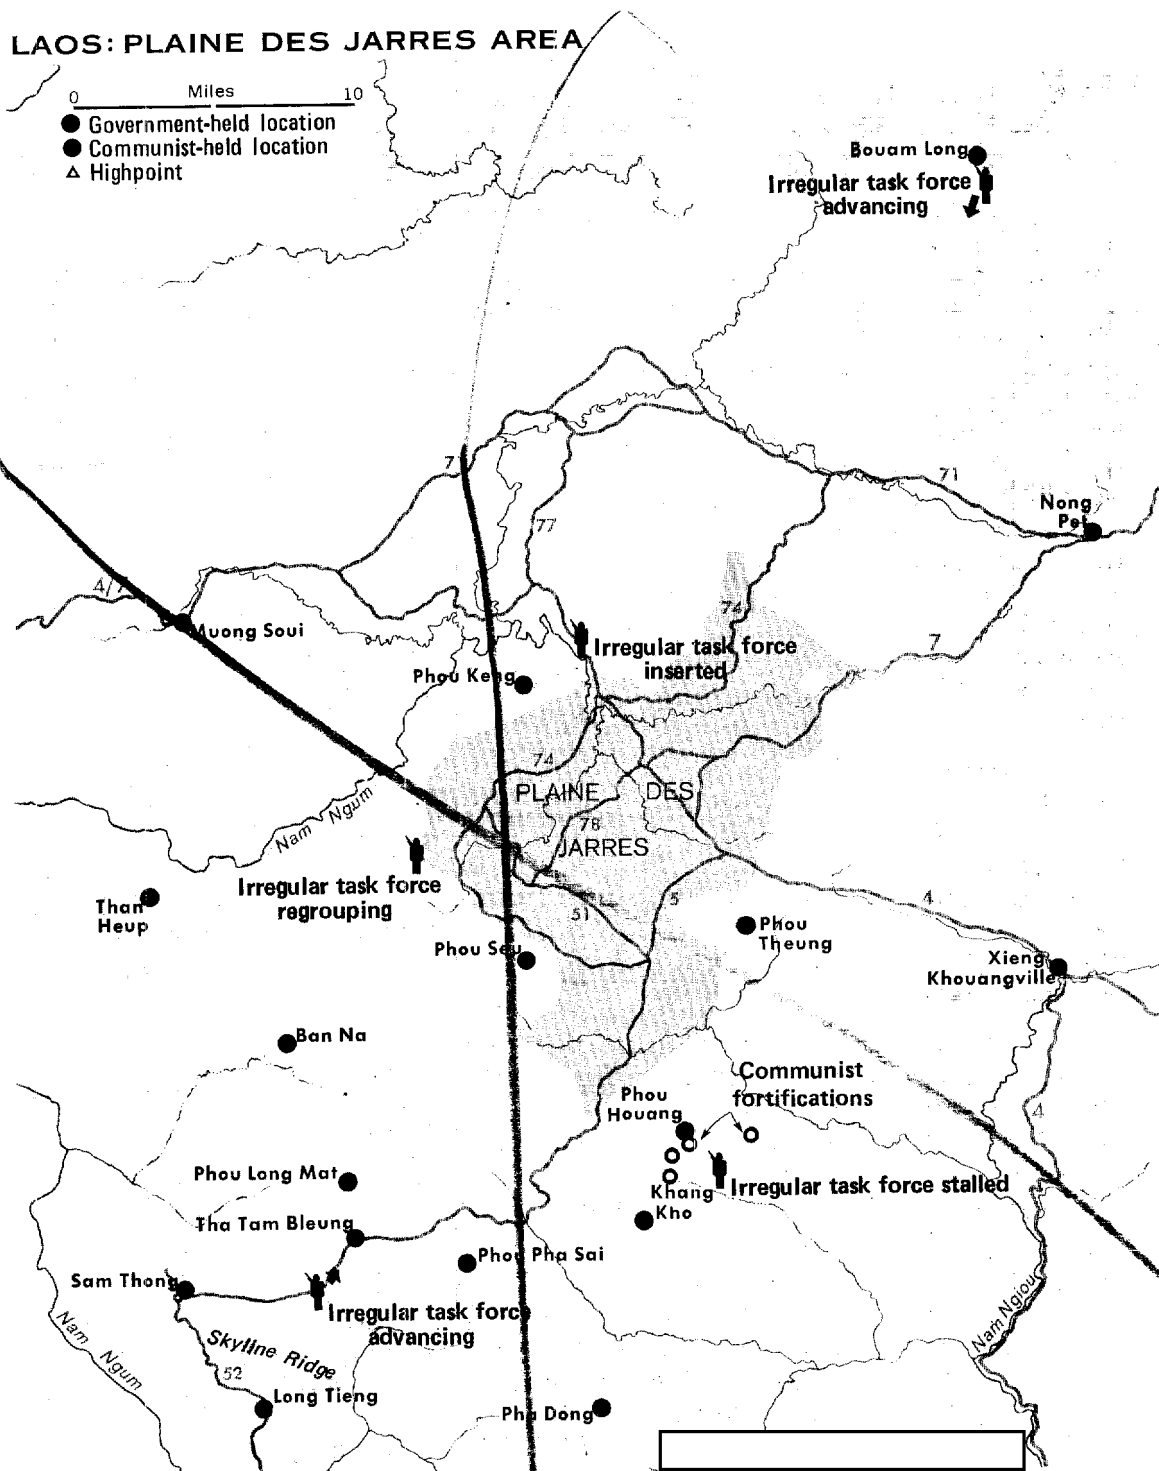 LAOS: PLAINE DES JARRES AREA
0 Miles 10
Government-held location
Communist-held location
Highpoint
Bouam Long
Irregular task force
advancing
7
71
Nong
Pet
77
4/7
Muong Soui
74
Irregular task force
inserted
7
Phou Keng
7
74
PLAINE DES
78
JARRES
Nam Ngum
Irregular task force
regrouping
Than
Heup
51
5
4
Phou
Theung
Phou Seu
Xieng
Khouangville
Ban Na
Communist
fortifications
Phou
Houang
4
Phou Long Mat
Irregular task force stalled
Khang
Kho
Tha Tam Bleung
Phou Pha Sai
Sam Thong
Irregular task force
advancing
Nam Ngiou
Nam Ngum
Skyline Ridge
52
Long Tieng
Pha Dong